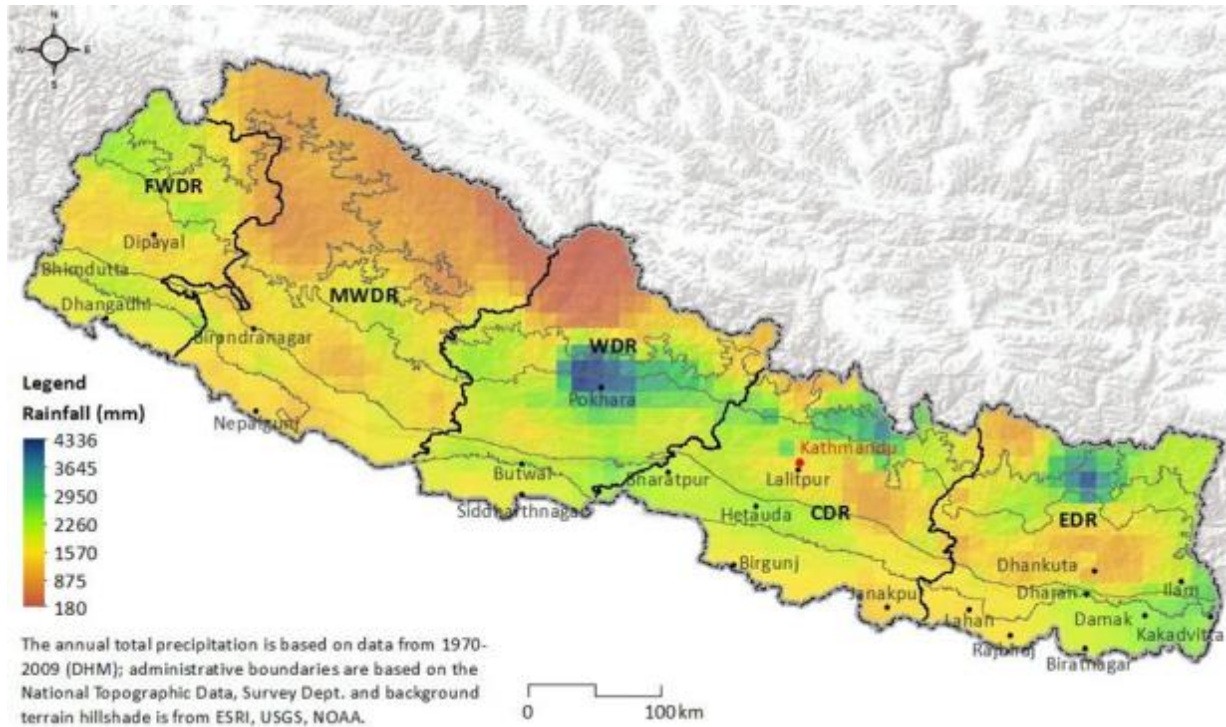 N
W
E
S
FWDR
Dipayal
Bhimdutta
Dhangadhi
MWDR
Birendranagar
Nepalgunj
WDR
Pokhara
Butwal
Siddharthnagar
Bharatpur
Kathmandu
Lalitpur
Hetauda
CDR
Birgunj
Janakpu
EDR
Dhankuta
Dharan
Ilam
Lahan
Damak
Kakadvitta
Rajbiraj
Biratnagar
Legend
Rainfall (mm)
4336
3645
2950
2260
1570
875
180
The annual total precipitation is based on data from 1970-
2009 (DHM); administrative boundaries are based on the
National Topographic Data, Survey Dept. and background
terrain hillshade is from ESRI, USGS, NOAA.
0 100 km